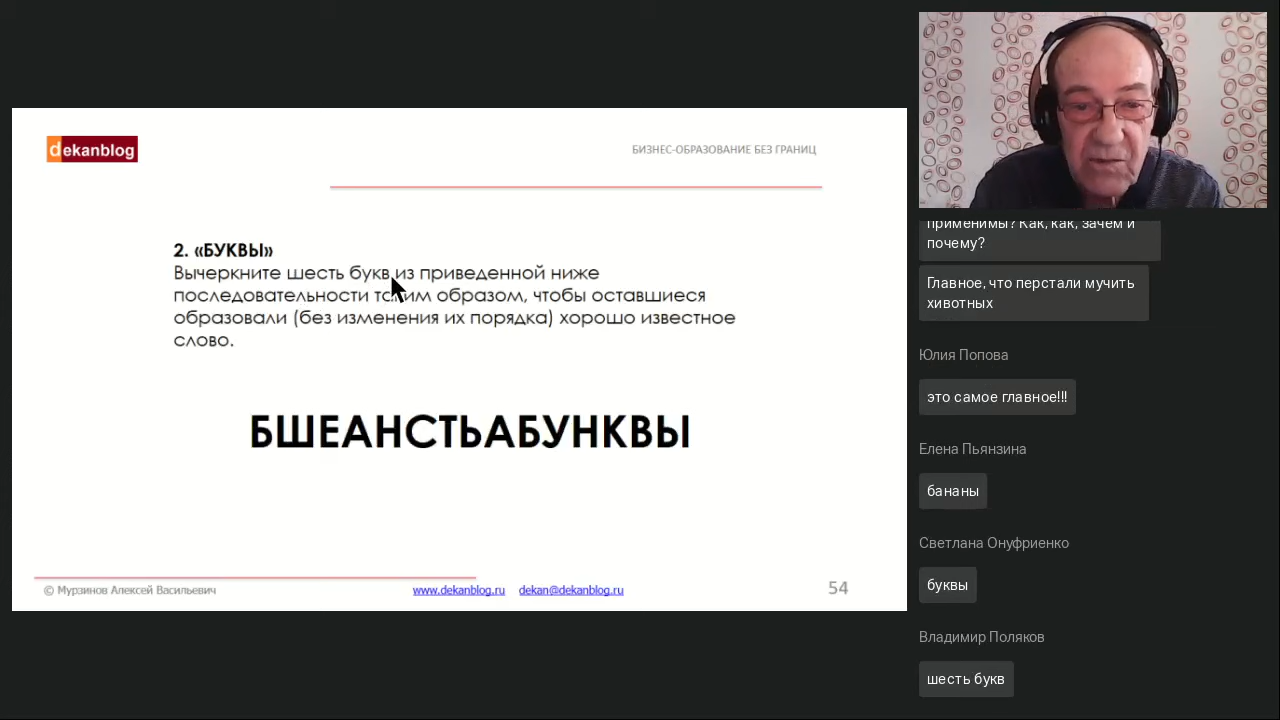 dekanblog
БИЗНЕС-ОБРАЗОВАНИЕ БЕЗ ГРАНИЦ
2. «БУКВЫ»
Вычеркните шесть букв из приведенной ниже
последовательности таким образом, чтобы оставшиеся
образовали (без изменения их порядка) хорошо известное
слово.
БШЕАНСТЬАБУНКВЫ
© Мурзинов Алексей Васильевич
www.dekanblog.ru dekan@dekanblog.ru
54
применимы? Как, как, зачем и
почему?
Главное, что перстали мучить
хивотных
Юлия Попова
это самое главное!!!
Елена Пьянзина
бананы
Светлана Онуфриенко
буквы
Владимир Поляков
шесть букв